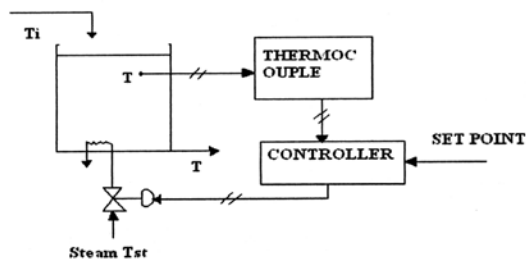 Ti
THERMOC
OUPLE
T
SET POINT
CONTROLLER
T
Steam Tst